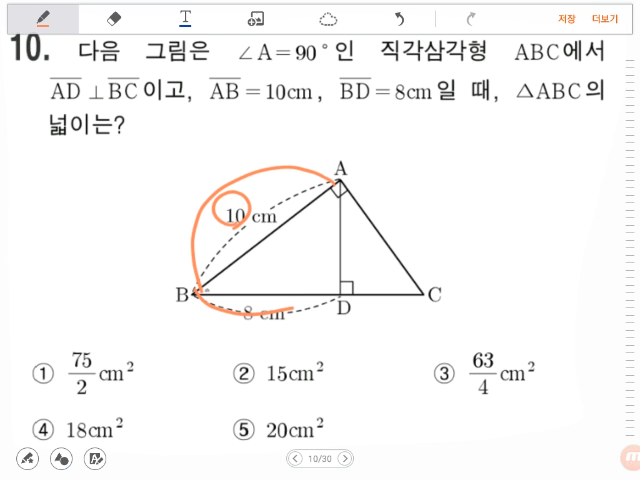 저장 더보기
10. 다음 그림은 ∠A=90°인 직각삼각형 ABC에서
AD⊥BC이고, AB=10cm, BD=8cm일 때, △ABC의
넓이는?
A
10 cm
B D C
8 cm
① 75/2 cm² ② 15cm² ③ 63/4 cm²
④ 18cm² ⑤ 20cm²
10/30